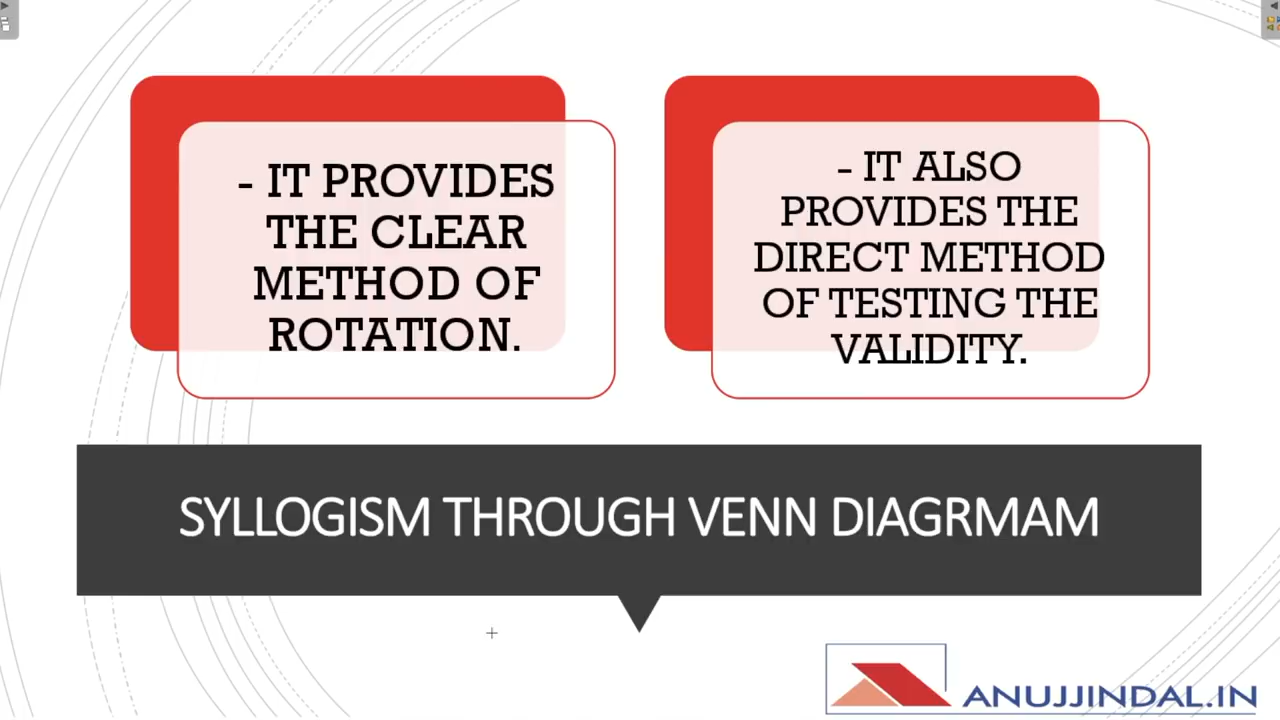 - IT PROVIDES
THE CLEAR
METHOD OF
ROTATION.
- IT ALSO
PROVIDES THE
DIRECT METHOD
OF TESTING THE
VALIDITY.
SYLLOGISM THROUGH VENN DIAGRMAM
ANUJJINDAL.IN